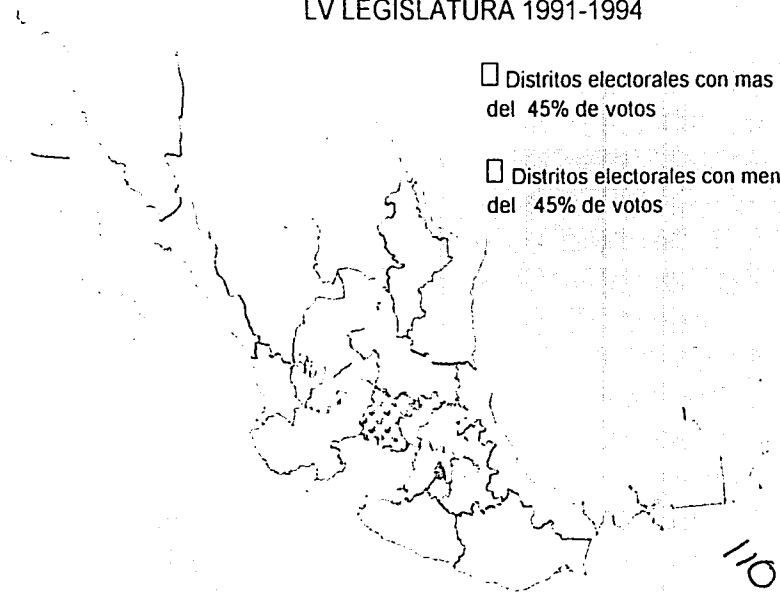 LV LEGISLATURA 1991-1994
Distritos electorales con mas
del 45% de votos
Distritos electorales con men
del 45% de votos
110